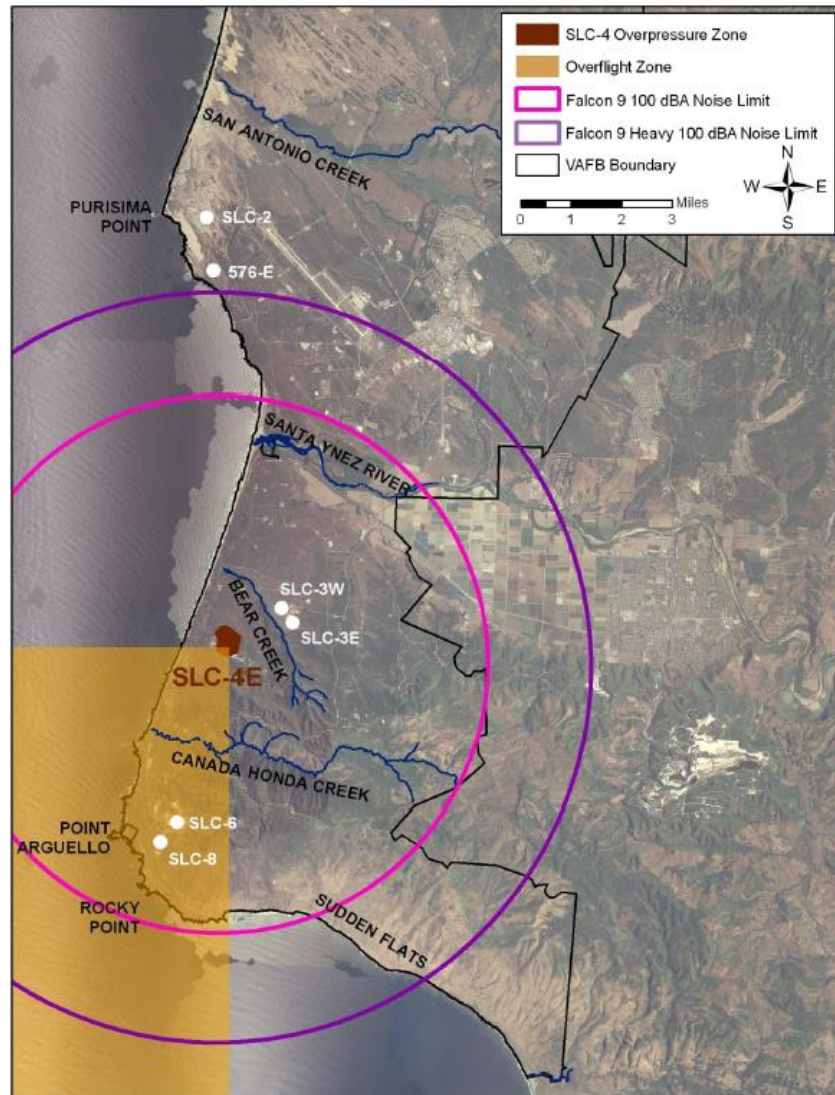 SLC-4 Overpressure Zone
Overflight Zone
Falcon 9 100 dBA Noise Limit
Falcon 9 Heavy 100 dBA Noise Limit
VAFB Boundary
N
W
E
S
Miles
0
1
2
3
SAN ANTONIO CREEK
PURISIMA
POINT
SLC-2
576-E
SANTA YNEZ RIVER
SLC-3W
SLC-3E
BEAR CREEK
SLC-4E
CANADA HONDA CREEK
SLC-6
POINT
ARGUELLO
SLC-8
ROCKY
POINT
SUDDEN FLATS